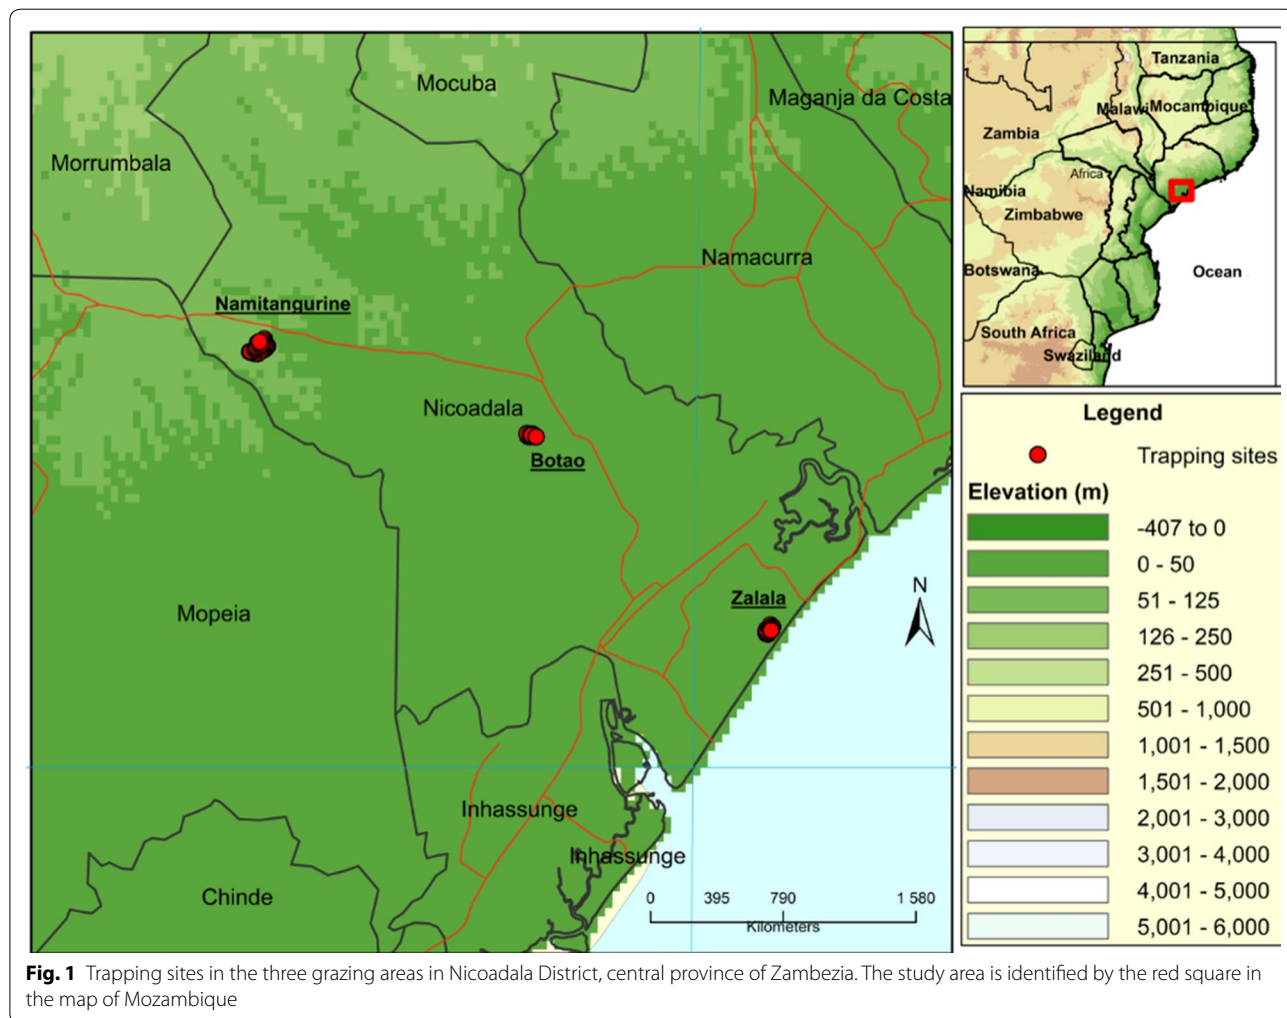 Mocuba
Maganja da Costa
Morrumbala
Namacurra
Namitangurine
Nicoadala
Botao
Mopeia
Zalala
N
Inhassunge
Inhassunge
Chinde
0 395 790 1 580
Kilometers
Tanzania
Malawi
Mocambique
Zambia
Africa
Namibia
Zimbabwe
Botswana
Ocean
South Africa
Swaziland
Legend
Trapping sites
Elevation (m)
-407 to 0
0 - 50
51 - 125
126 - 250
251 - 500
501 - 1,000
1,001 - 1,500
1,501 - 2,000
2,001 - 3,000
3,001 - 4,000
4,001 - 5,000
5,001 - 6,000
Fig. 1 Trapping sites in the three grazing areas in Nicoadala District, central province of Zambezia. The study area is identified by the red square in
the map of Mozambique